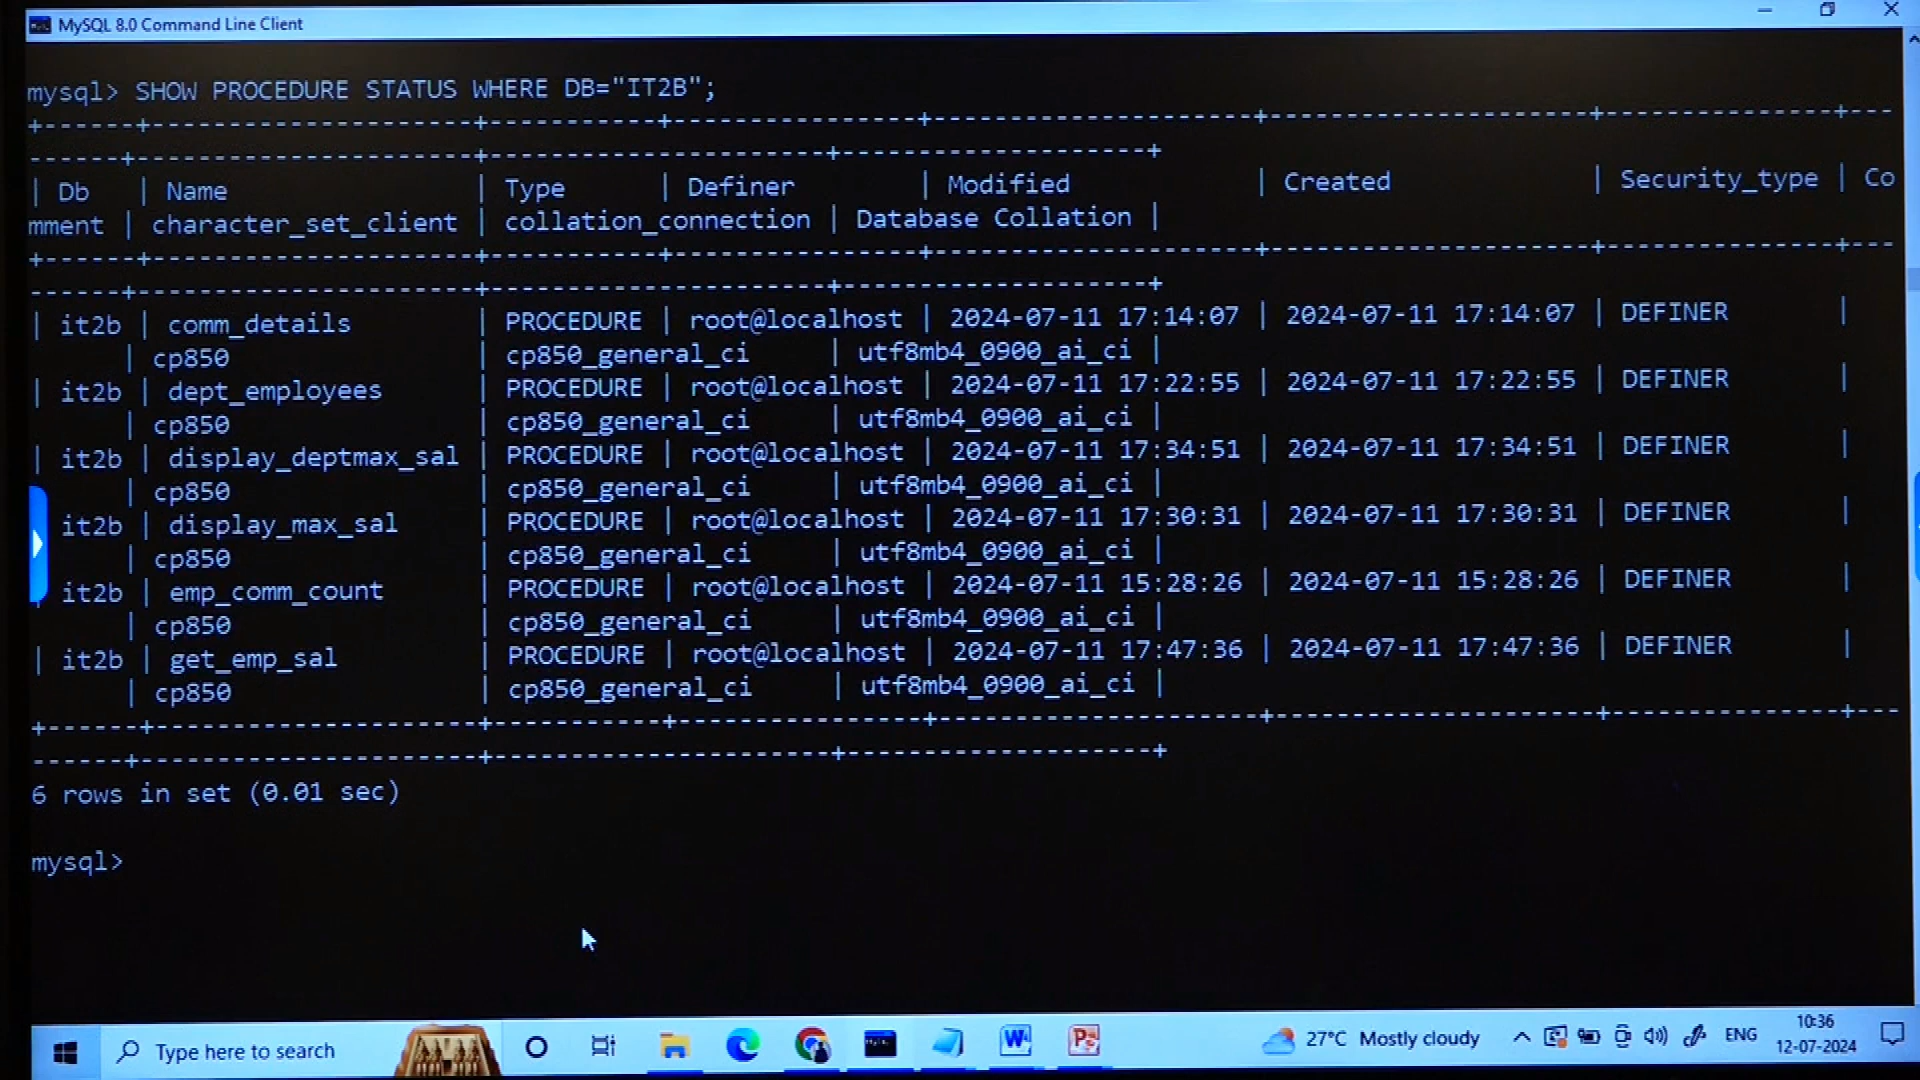 MySQL 8.0 Command Line Client
mysql> SHOW PROCEDURE STATUS WHERE DB="IT2B";
+------+---------------------+-----------+----------------+---------------------+---------------------+---------------+---
------+----------------------+----------------------+--------------------+
| Db | Name | Type | Definer | Modified | Created | Security_type | Co
mment | character_set_client | collation_connection | Database Collation |
+------+---------------------+-----------+----------------+---------------------+---------------------+---------------+---
------+----------------------+----------------------+--------------------+
| it2b | comm_details | PROCEDURE | root@localhost | 2024-07-11 17:14:07 | 2024-07-11 17:14:07 | DEFINER |
| cp850 | cp850_general_ci | utf8mb4_0900_ai_ci |
| it2b | dept_employees | PROCEDURE | root@localhost | 2024-07-11 17:22:55 | 2024-07-11 17:22:55 | DEFINER |
| cp850 | cp850_general_ci | utf8mb4_0900_ai_ci |
| it2b | display_deptmax_sal | PROCEDURE | root@localhost | 2024-07-11 17:34:51 | 2024-07-11 17:34:51 | DEFINER |
| cp850 | cp850_general_ci | utf8mb4_0900_ai_ci |
it2b | display_max_sal | PROCEDURE | root@localhost | 2024-07-11 17:30:31 | 2024-07-11 17:30:31 | DEFINER |
| cp850 | cp850_general_ci | utf8mb4_0900_ai_ci |
it2b | emp_comm_count | PROCEDURE | root@localhost | 2024-07-11 15:28:26 | 2024-07-11 15:28:26 | DEFINER |
| cp850 | cp850_general_ci | utf8mb4_0900_ai_ci |
| it2b | get_emp_sal | PROCEDURE | root@localhost | 2024-07-11 17:47:36 | 2024-07-11 17:47:36 | DEFINER |
| cp850 | cp850_general_ci | utf8mb4_0900_ai_ci |
+------+---------------------+-----------+----------------+---------------------+---------------------+---------------+---
------+----------------------+----------------------+--------------------+
6 rows in set (0.01 sec)
mysql>
Type here to search
27°C Mostly cloudy
ENG
10:36
12-07-2024